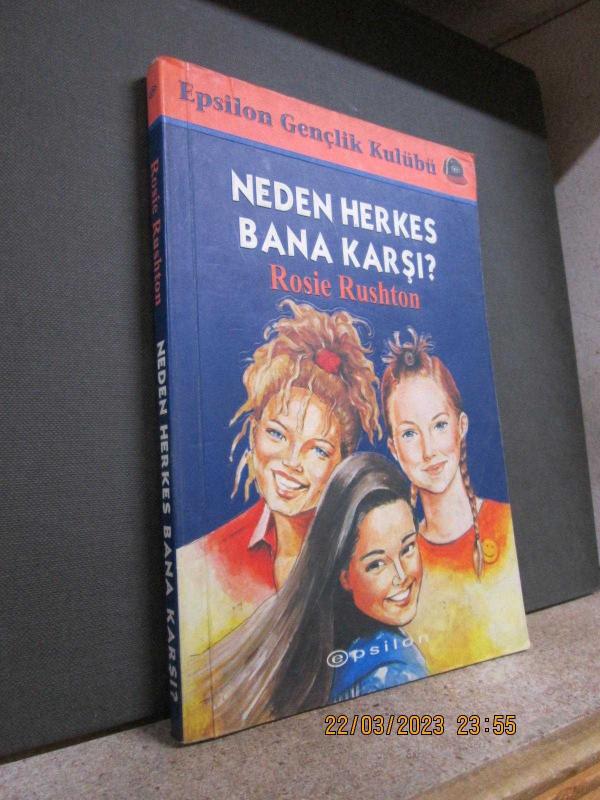 Epsilon Gençlik Kulübü
NEDEN HERKES
BANA KARŞI?
Rosie Rushton
epsilon
Rosie Rushton
NEDEN HERKES BANA KARŞI?
22/03/2023 23:55